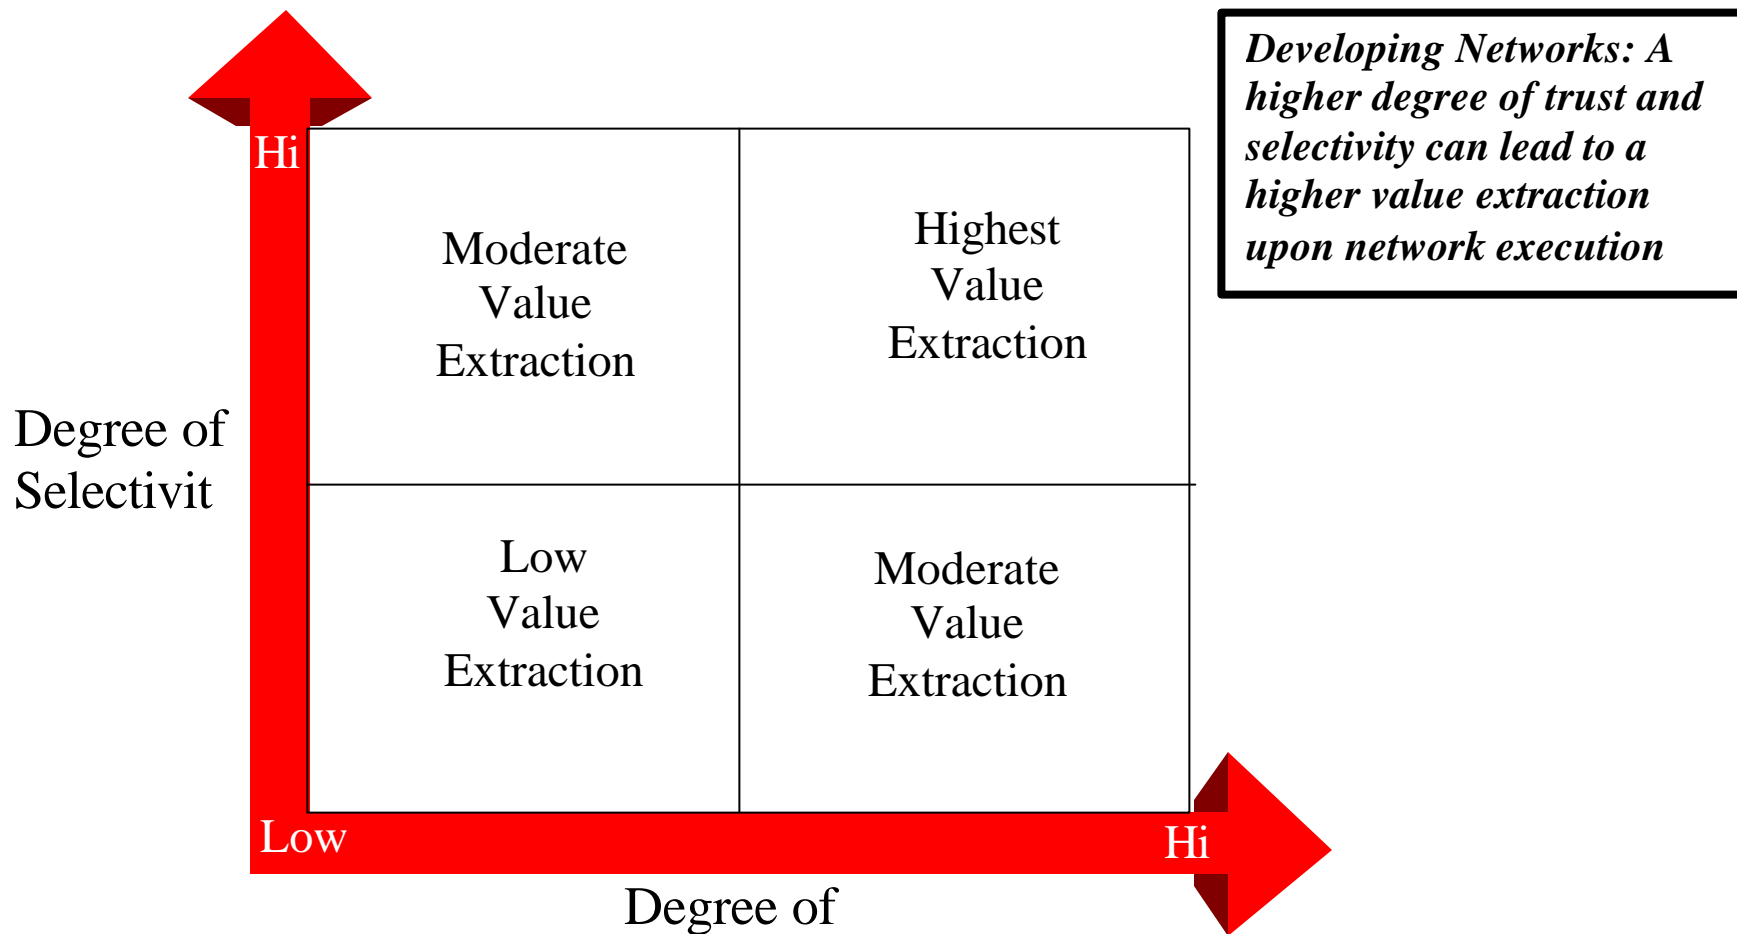 Developing Networks: A
higher degree of trust and
selectivity can lead to a
higher value extraction
upon network execution
Hi
Moderate
Value
Extraction
Highest
Value
Extraction
Degree of
Selectivit
Low
Value
Extraction
Moderate
Value
Extraction
Low
Hi
Degree of